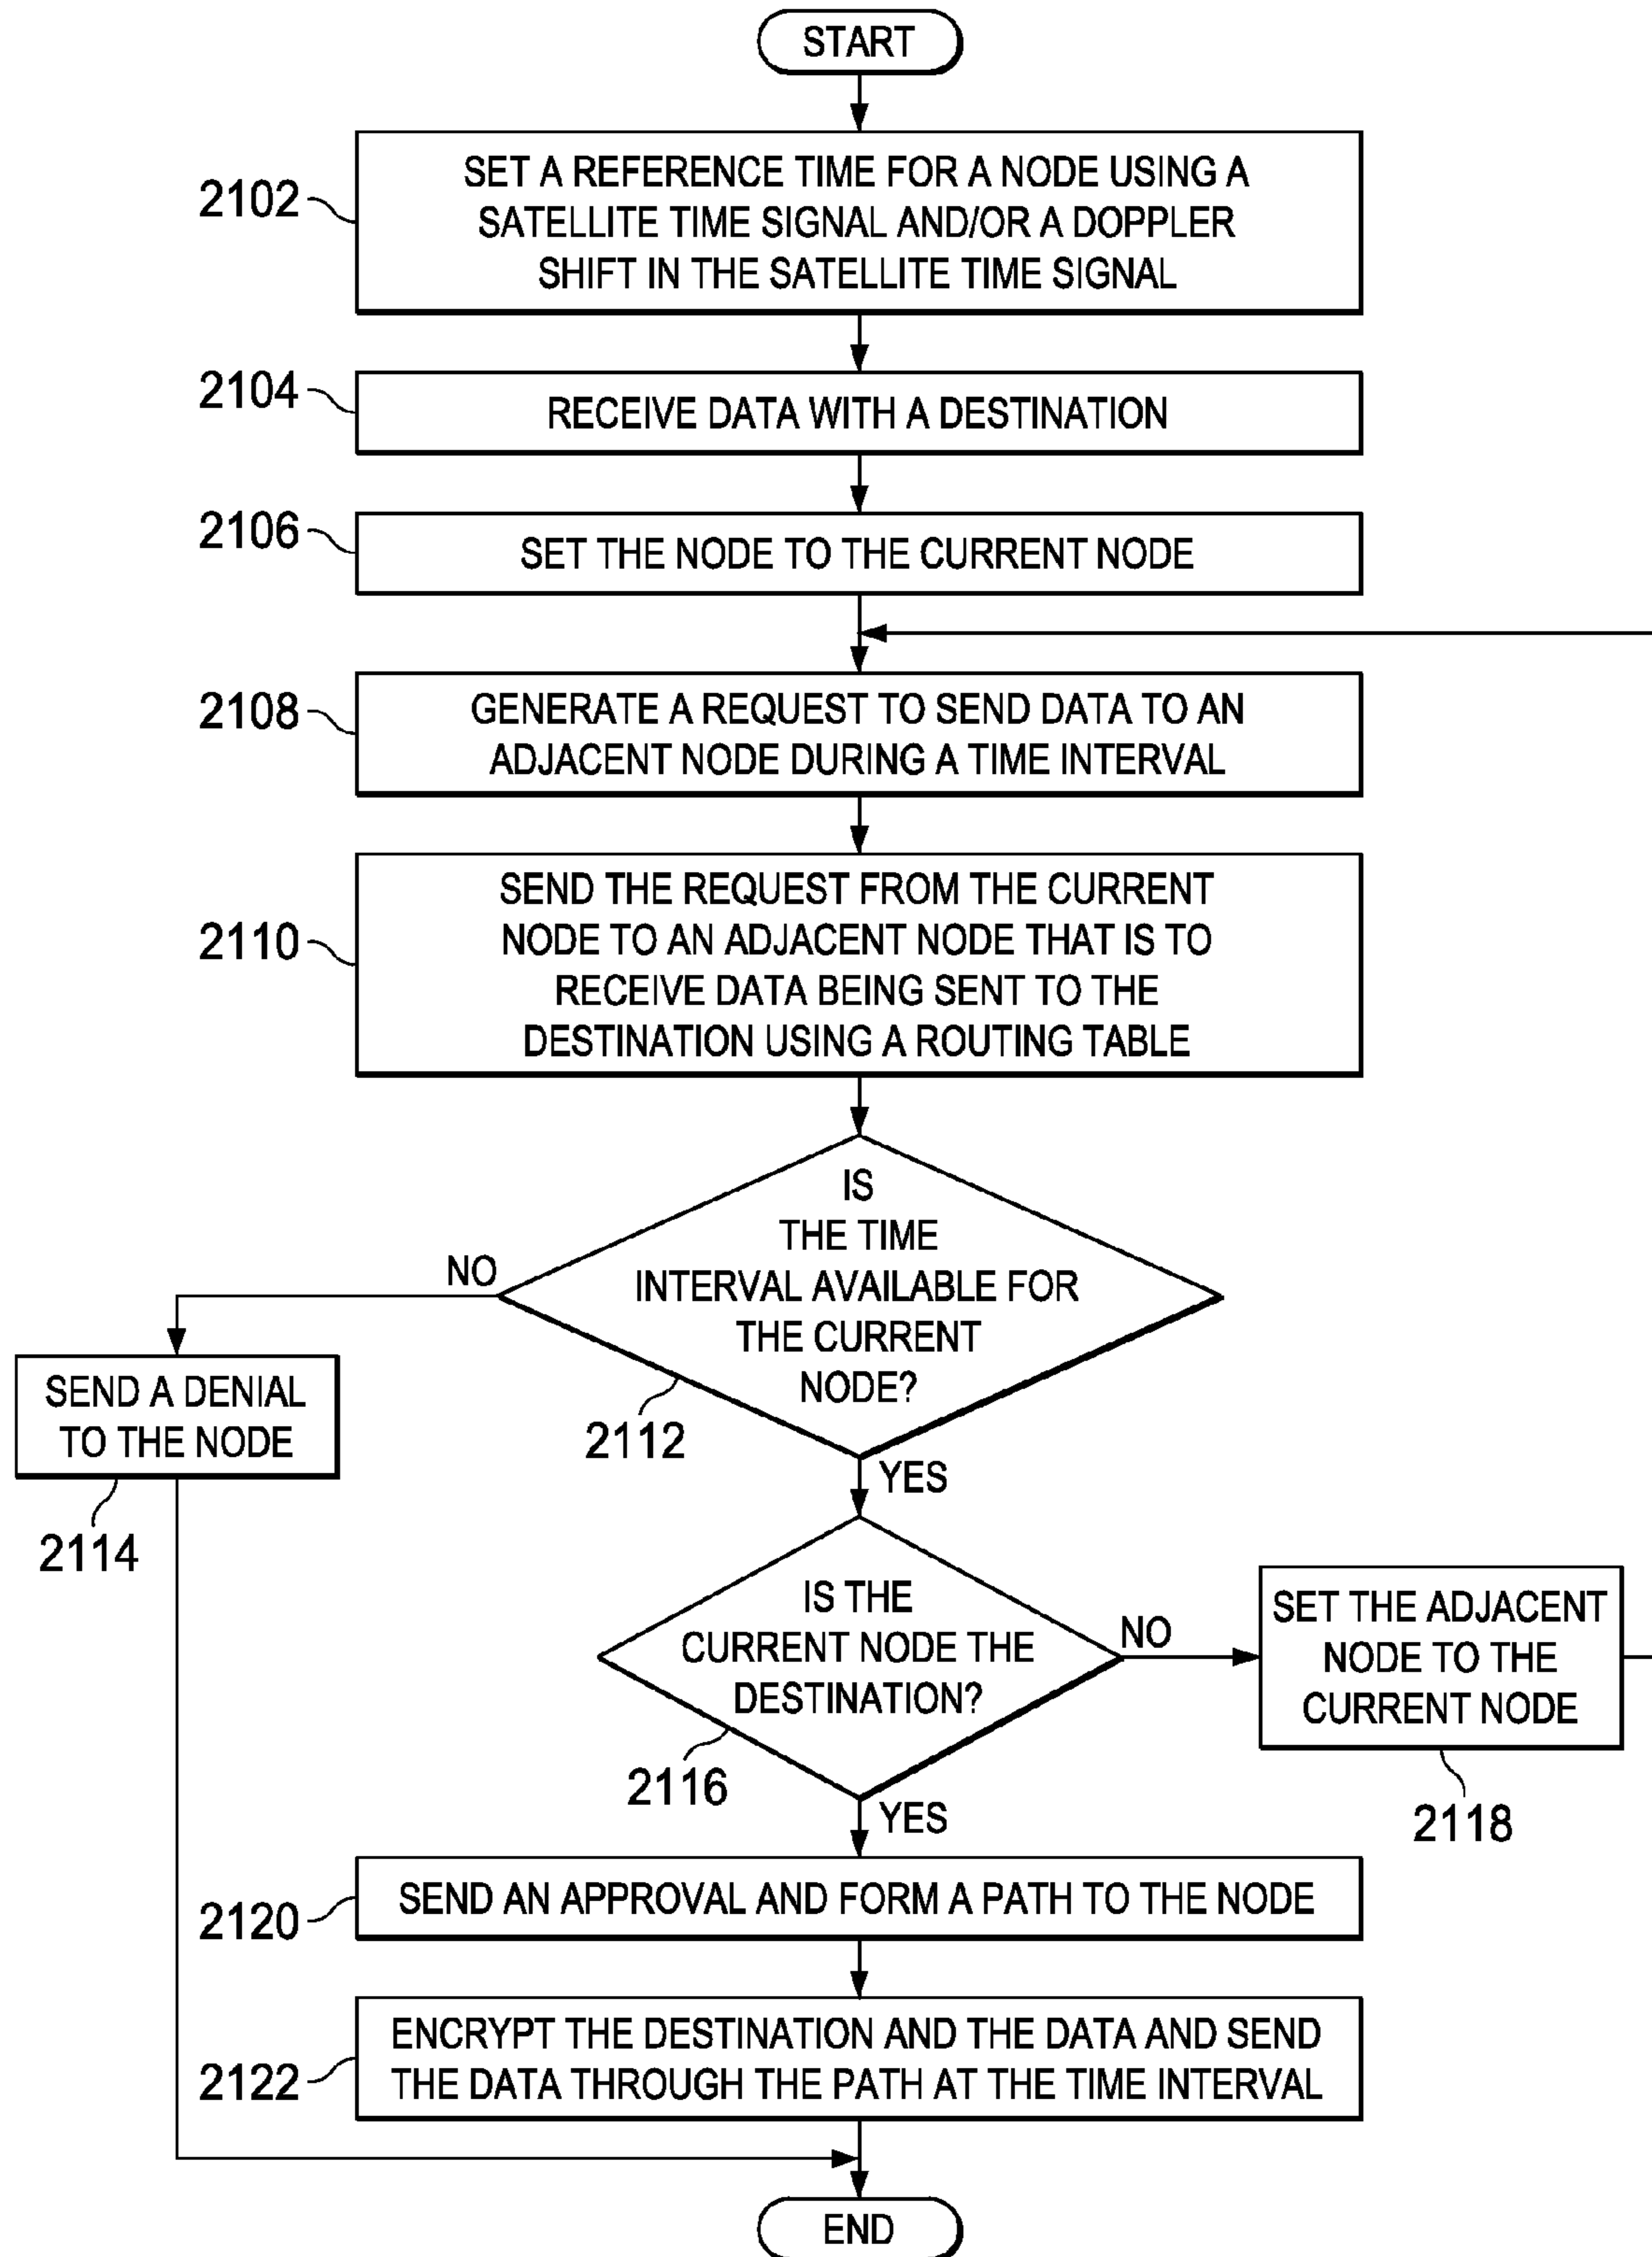 START
2102
SET A REFERENCE TIME FOR A NODE USING A
SATELLITE TIME SIGNAL AND/OR A DOPPLER
SHIFT IN THE SATELLITE TIME SIGNAL
2104
RECEIVE DATA WITH A DESTINATION
2106
SET THE NODE TO THE CURRENT NODE
2108
GENERATE A REQUEST TO SEND DATA TO AN
ADJACENT NODE DURING A TIME INTERVAL
2110
SEND THE REQUEST FROM THE CURRENT
NODE TO AN ADJACENT NODE THAT IS TO
RECEIVE DATA BEING SENT TO THE
DESTINATION USING A ROUTING TABLE
IS
THE TIME
INTERVAL AVAILABLE FOR
THE CURRENT
NODE?
2112
NO
SEND A DENIAL
TO THE NODE
2114
YES
IS THE
CURRENT NODE THE
DESTINATION?
2116
NO
SET THE ADJACENT
NODE TO THE
CURRENT NODE
2118
YES
2120
SEND AN APPROVAL AND FORM A PATH TO THE NODE
2122
ENCRYPT THE DESTINATION AND THE DATA AND SEND
THE DATA THROUGH THE PATH AT THE TIME INTERVAL
END